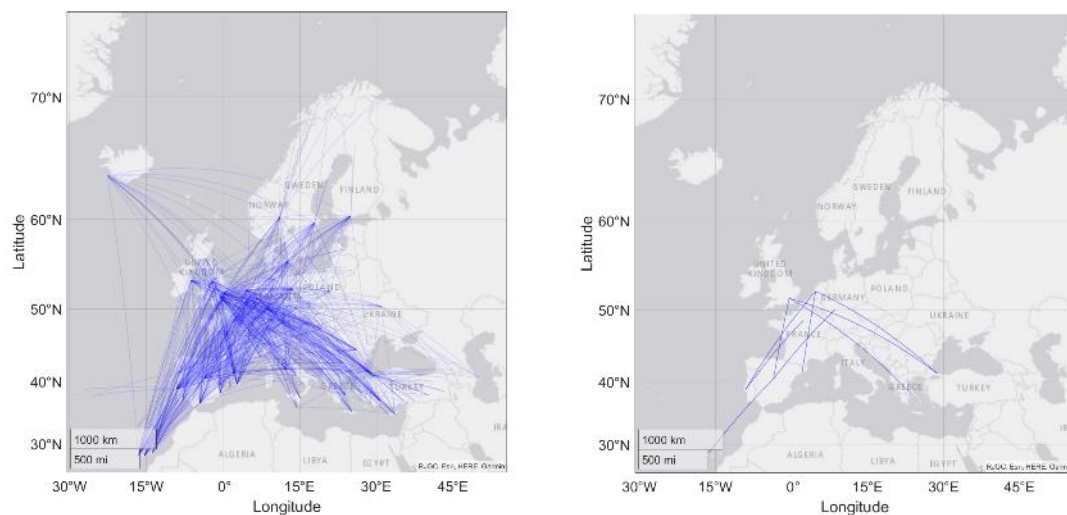 70°N
60°N
50°N
40°N
30°N
Latitude
NORWAY
SWEDEN
FINLAND
UNITED
KINGDOM
POLAND
UKRAINE
GREECE
TURKEY
ALGERIA
LIBYA
EGYPT
1000 km
500 mi
30°W
15°W
0°
15°E
30°E
45°E
Longitude
70°N
60°N
50°N
40°N
30°N
Latitude
NORWAY
SWEDEN
FINLAND
UNITED
KINGDOM
GERMANY
POLAND
UKRAINE
FRANCE
ITALY
GREECE
TURKEY
ALGERIA
LIBYA
EGYPT
1000 km
500 mi
30°W
15°W
0°
15°E
30°E
45°E
Longitude